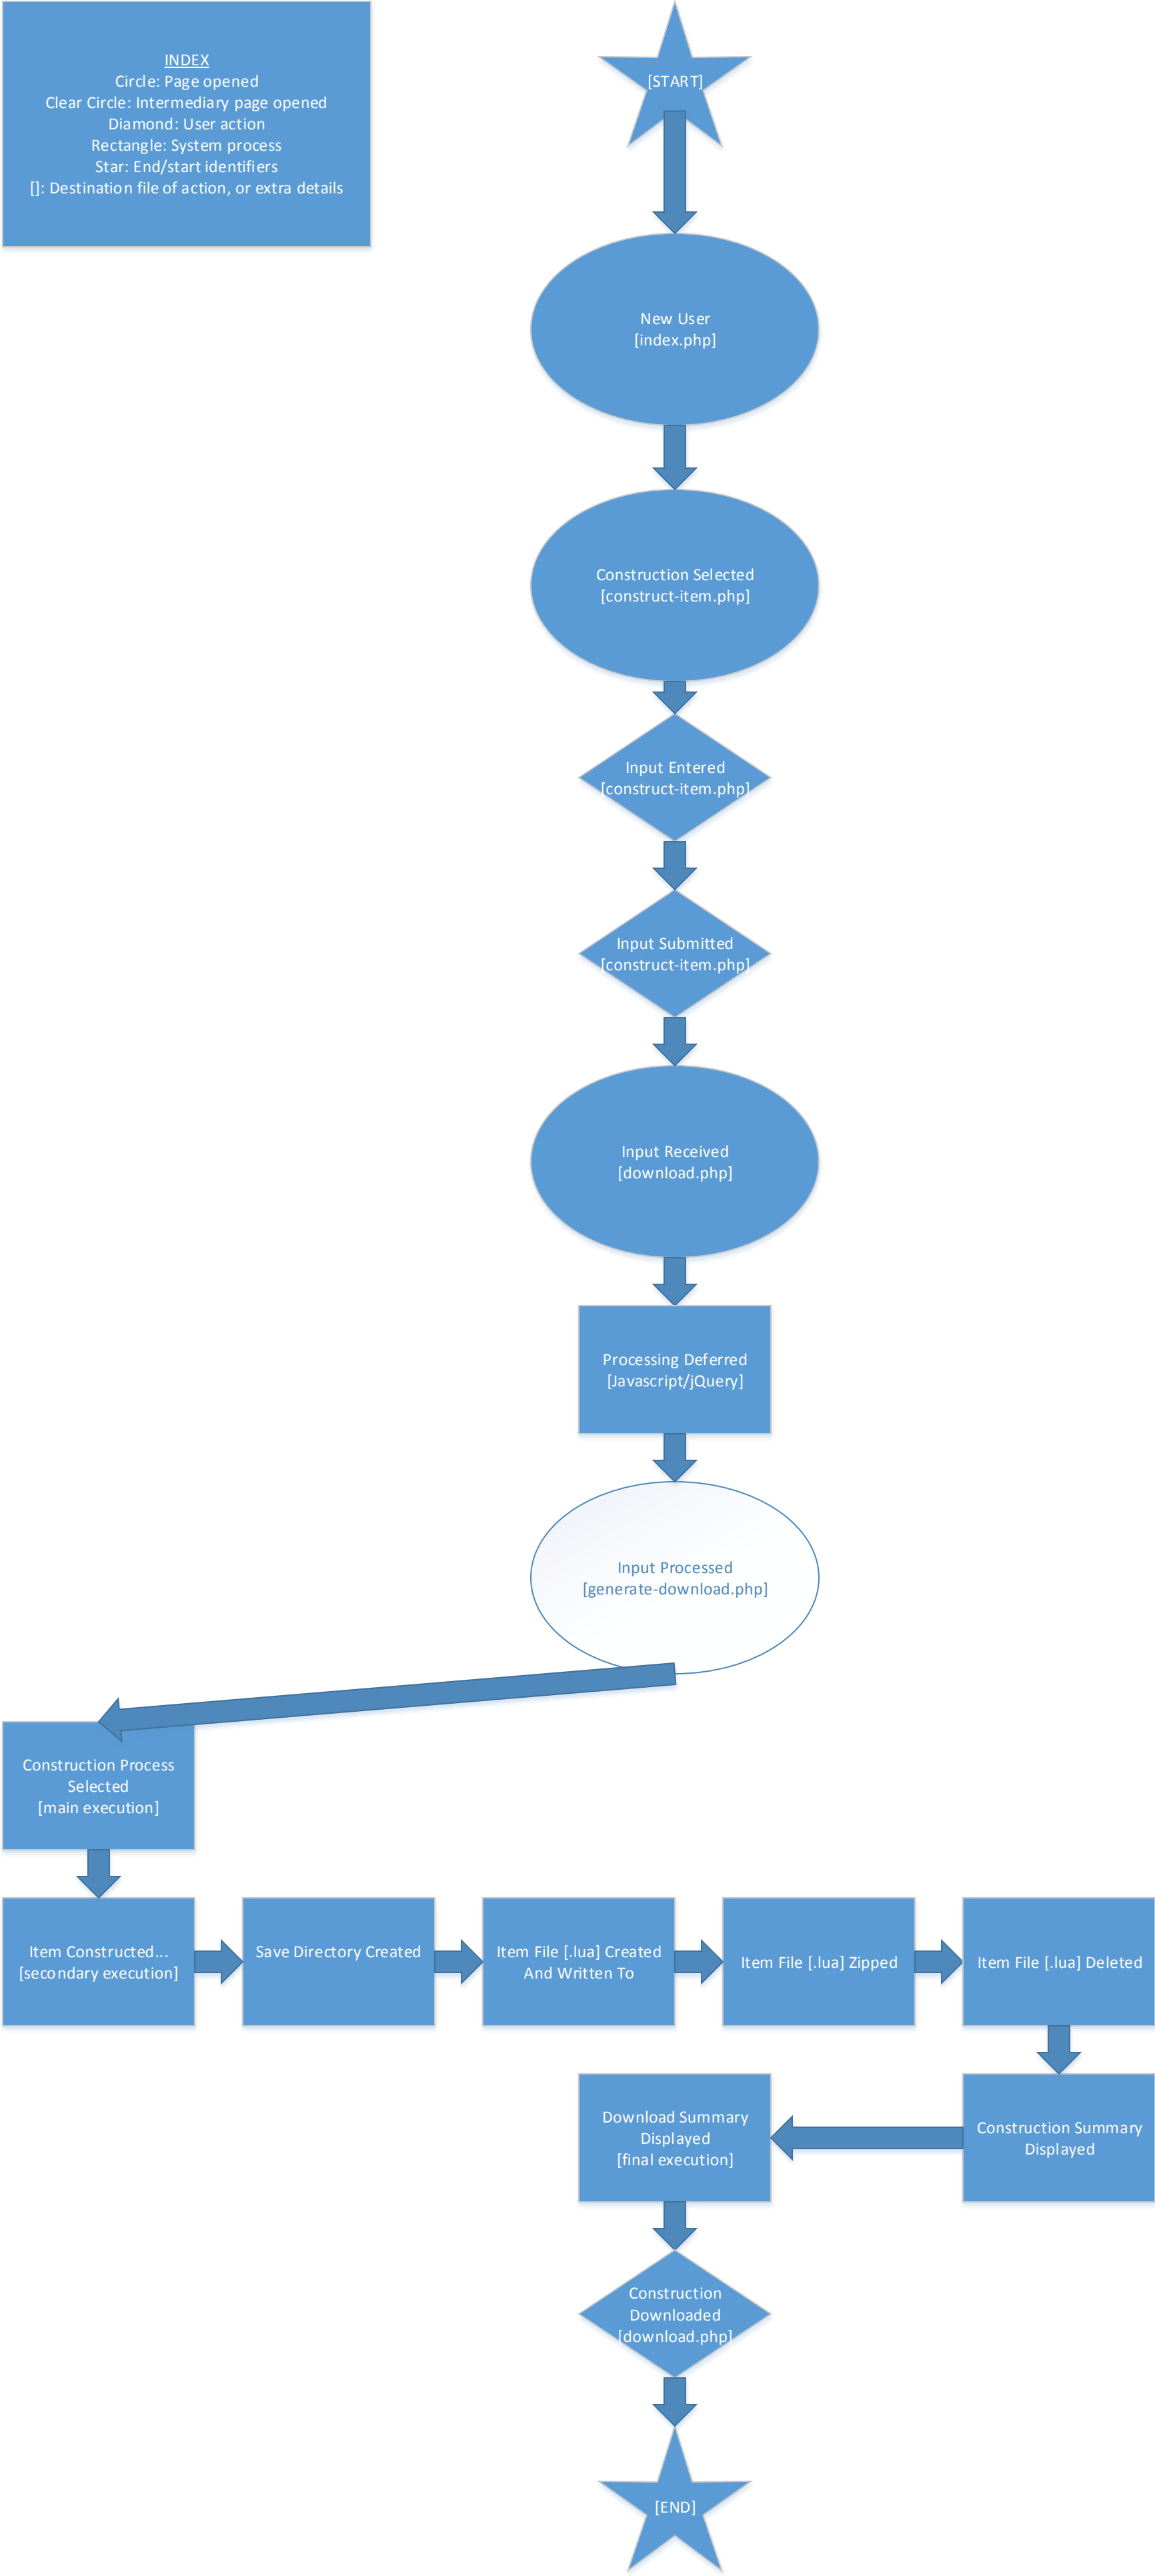 INDEX
Circle: Page opened
Clear Circle: Intermediary page opened
Diamond: User action
Rectangle: System process
Star: End/start identifiers
[]: Destination file of action, or extra details
[START]
New User
[index.php]
Construction Selected
[construct-item.php]
Input Entered
[construct-item.php]
Input Submitted
[construct-item.php]
Input Received
[download.php]
Processing Deferred
[Javascript/jQuery]
Input Processed
[generate-download.php]
Construction Process
Selected
[main execution]
Item Constructed...
[secondary execution]
Save Directory Created
Item File [.lua] Created
And Written To
Item File [.lua] Zipped
Item File [.lua] Deleted
Construction Summary
Displayed
Download Summary
Displayed
[final execution]
Construction
Downloaded
[download.php]
[END]